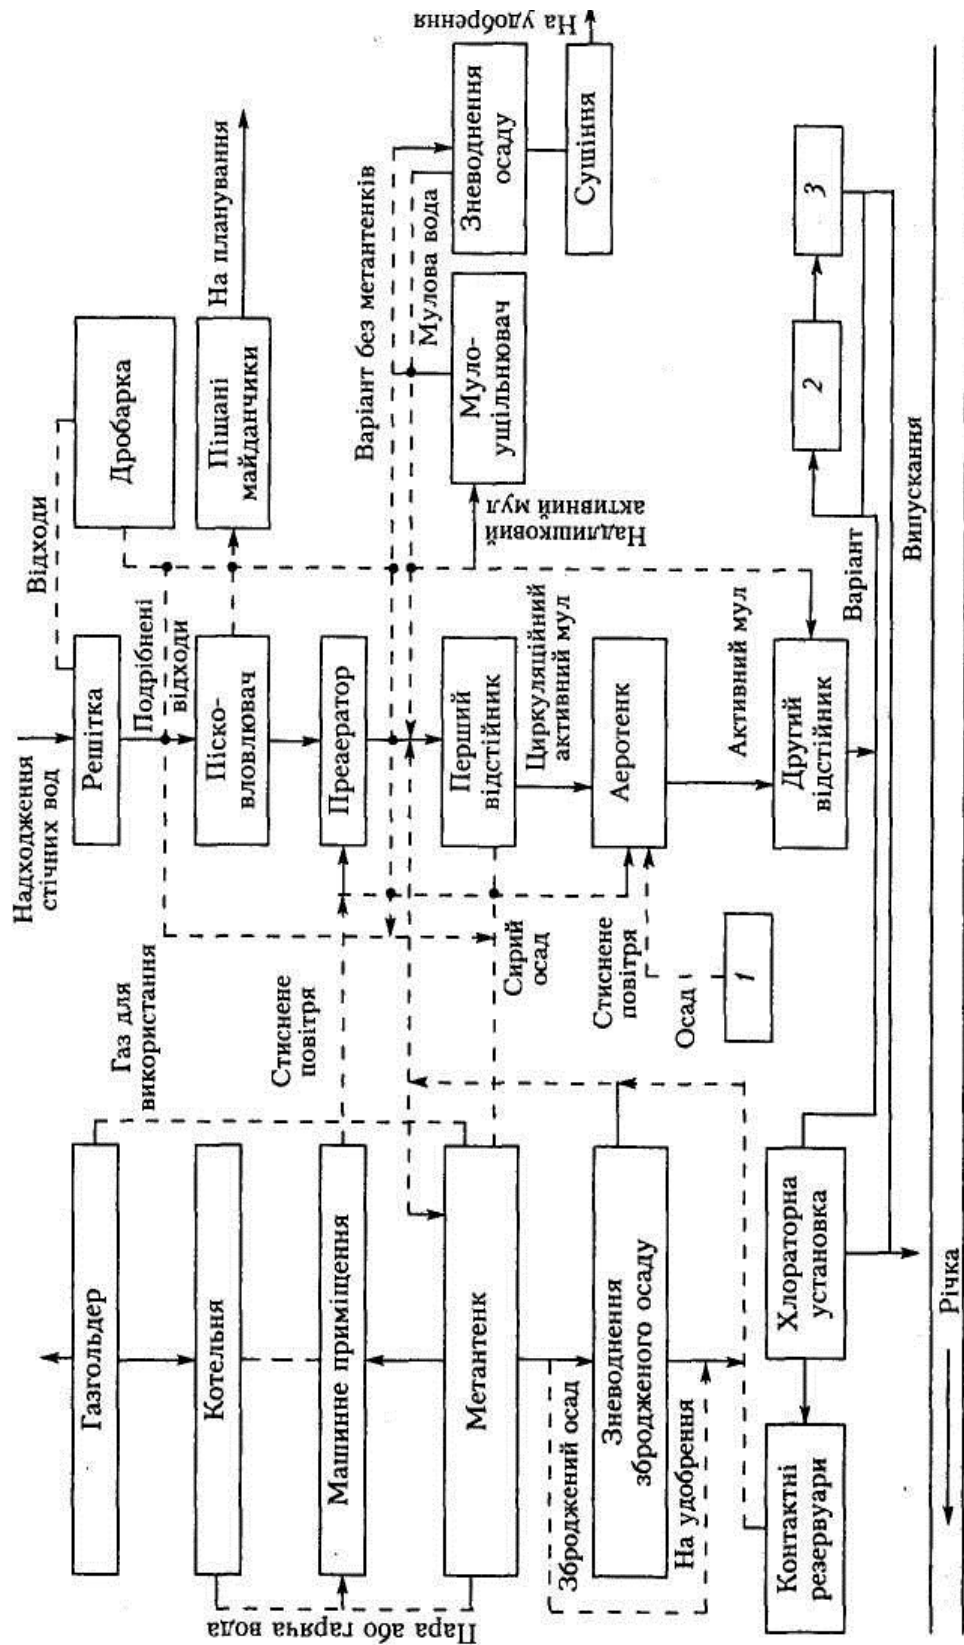 Надходження
стічних вод
Відходи
Решітка
Дробарка
Подрібнені
відходи
Піско-
вловлювач
Піщані
майданчики
На планування
Преаератор
Варіант без метантенків
Мулова вода
Перший
відстійник
Циркуляційний
активний мул
Надлишковий
активний мул
Муло-
ущільнювач
Зневоднення
осаду
Сушіння
На удобрення
Аеротенк
Активний мул
Другий
відстійник
Варіант
2
3
Випускання
Газгольдер
Газ для
використання
Котельня
Машинне приміщення
Стиснене
повітря
Пара або гаряча вода
Метантенк
Сирий
осад
Зброджений осад
Зневоднення
збродженого осаду
На удобрення
Стиснене
повітря
Осад
1
Контактні
резервуари
Хлораторна
установка
Річка